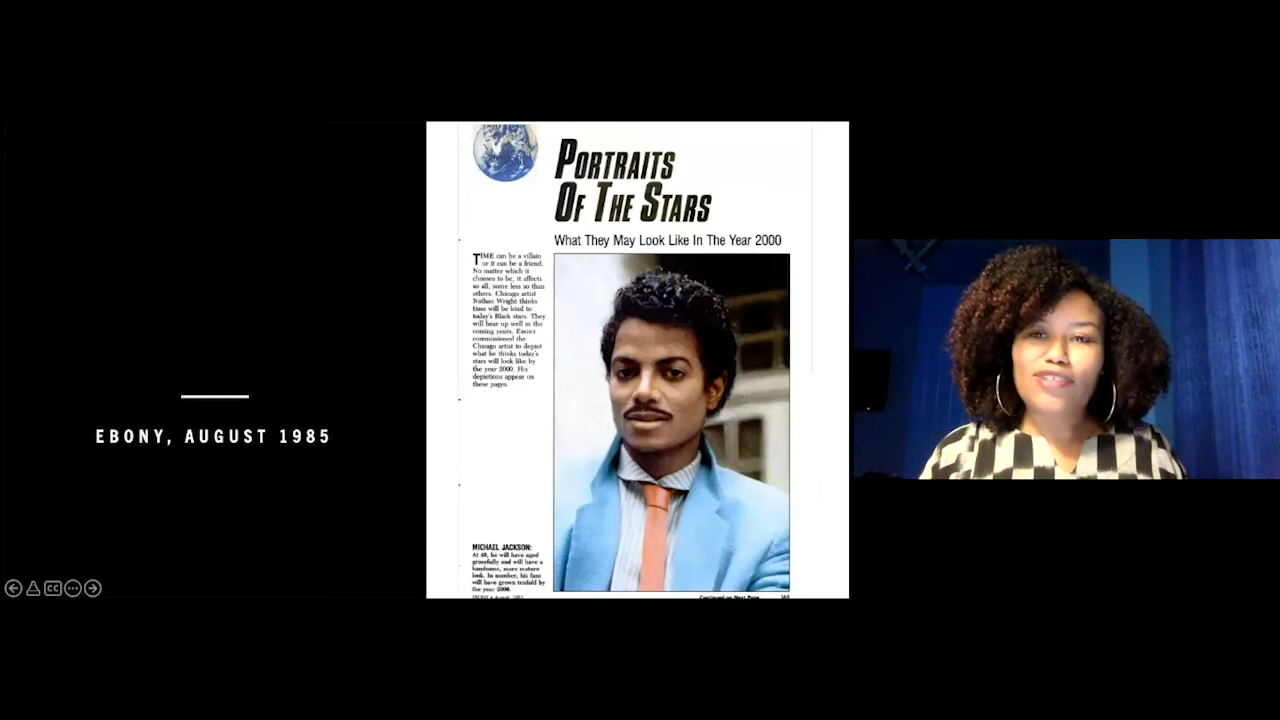 EBONY, AUGUST 1985
PORTRAITS
OF THE STARS
What They May Look Like In The Year 2000
TIME can be a villain
or it can be a friend.
No matter which it
chooses to be, it affects
us all, some less so than
others. Chicago artist
Nathan Wright thinks
time will be kind to
today's Black stars. They
will bear up well in the
coming years. EBONY
commissioned the
Chicago artist to depict
what he thinks today's
stars will look like by
the year 2000. His
depictions appear on
these pages.
MICHAEL JACKSON:
At 40, he will have aged
gracefully and will have a
handsome, more mature
look. In number, his fans
will have grown tenfold by
the year 2000.
EBONY • August, 1985
Continued on Next Page
CC